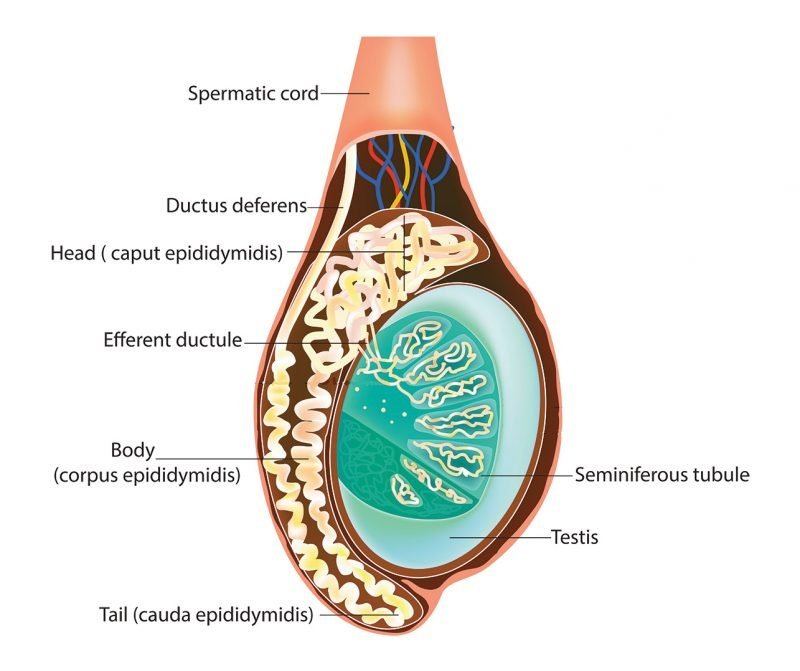 Spermatic cord
Ductus deferens
Head ( caput epididymidis)
Efferent ductule
Body
(corpus epididymidis)
Seminiferous tubule
Testis
Tail (cauda epididymidis)